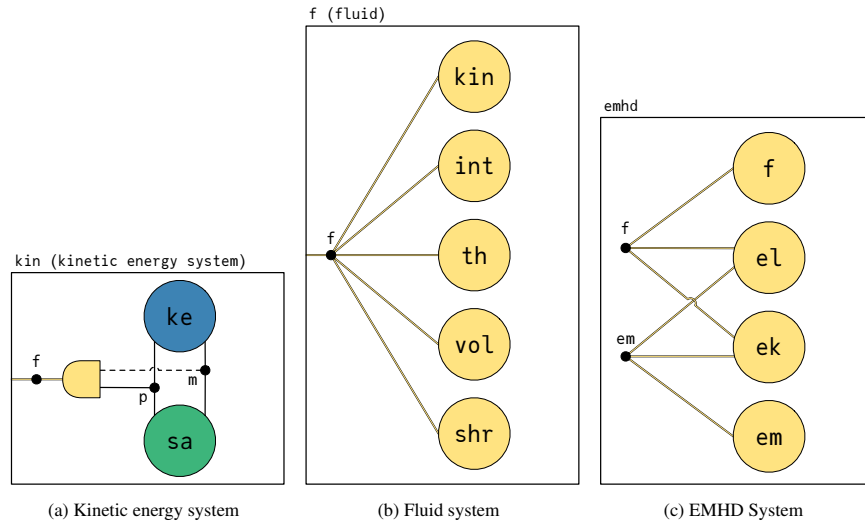 kin (kinetic energy system)
f
ke
m
p
sa
(a) Kinetic energy system
f (fluid)
kin
int
f
th
vol
shr
(b) Fluid system
emhd
f
f
el
em
ek
em
(c) EMHD System